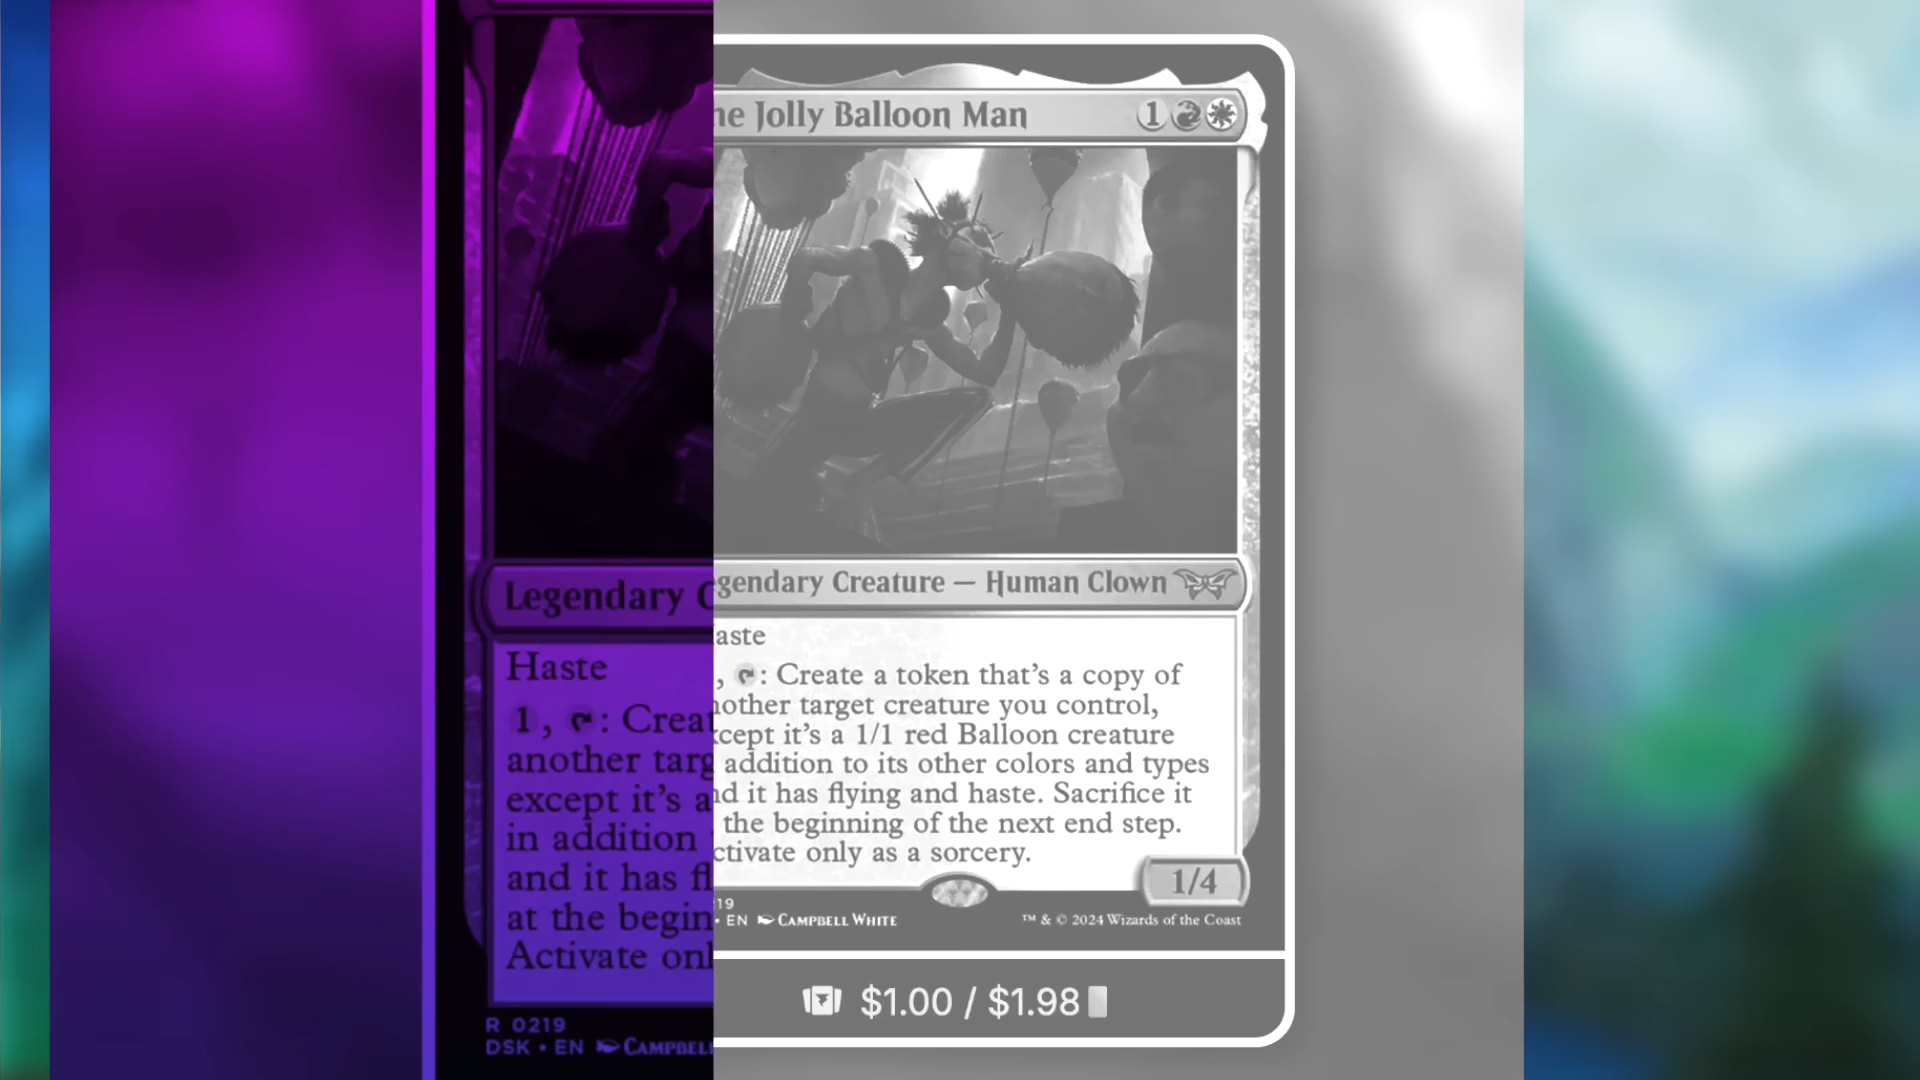 he Jolly Balloon Man 1
Legendary C
gendary Creature — Human Clown
Haste
1, : Creat
another targ
except it's a
in addition
and it has fl
at the begin
Activate onl
R 0219
DSK • EN CAMPBELL
aste
, : Create a token that's a copy of
nother target creature you control,
xcept it's a 1/1 red Balloon creature
addition to its other colors and types
nd it has flying and haste. Sacrifice it
the beginning of the next end step.
ctivate only as a sorcery.
1/4
19
• EN CAMPBELL WHITE
™ & © 2024 Wizards of the Coast
$1.00 / $1.98